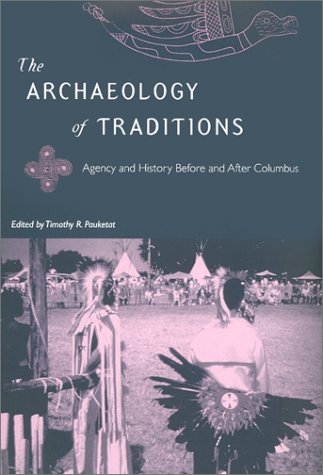 The
ARCHAEOLOGY
of TRADITIONS
Agency and History Before and After Columbus
Edited by Timothy R. Pauketat